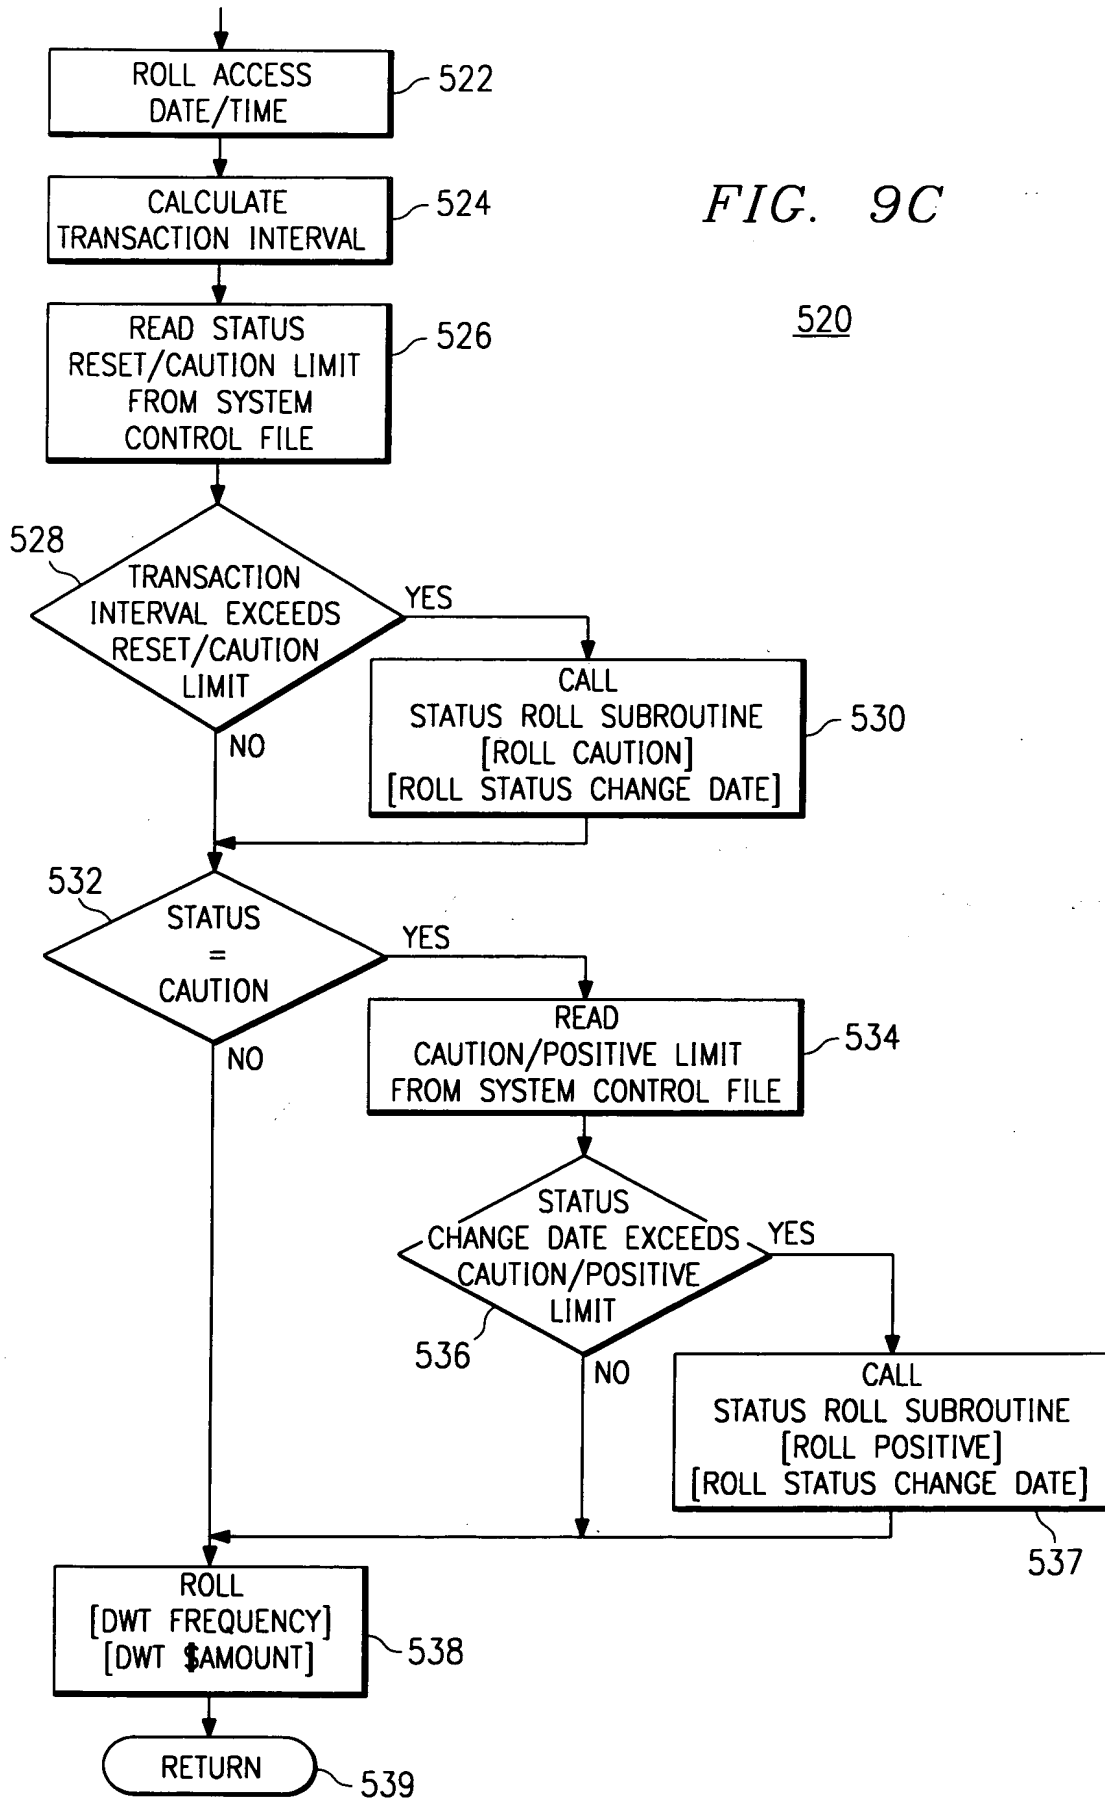 ROLL ACCESS
DATE/TIME
522
CALCULATE
TRANSACTION INTERVAL
524
FIG. 9C
520
READ STATUS
RESET/CAUTION LIMIT
FROM SYSTEM
CONTROL FILE
526
528
TRANSACTION
INTERVAL EXCEEDS
RESET/CAUTION
LIMIT
YES
NO
CALL
STATUS ROLL SUBROUTINE
[ROLL CAUTION]
[ROLL STATUS CHANGE DATE]
530
532
STATUS
=
CAUTION
YES
NO
READ
CAUTION/POSITIVE LIMIT
FROM SYSTEM CONTROL FILE
534
STATUS
CHANGE DATE EXCEEDS
CAUTION/POSITIVE
LIMIT
YES
536
NO
CALL
STATUS ROLL SUBROUTINE
[ROLL POSITIVE]
[ROLL STATUS CHANGE DATE]
537
ROLL
[DWT FREQUENCY]
[DWT $AMOUNT]
538
RETURN
539